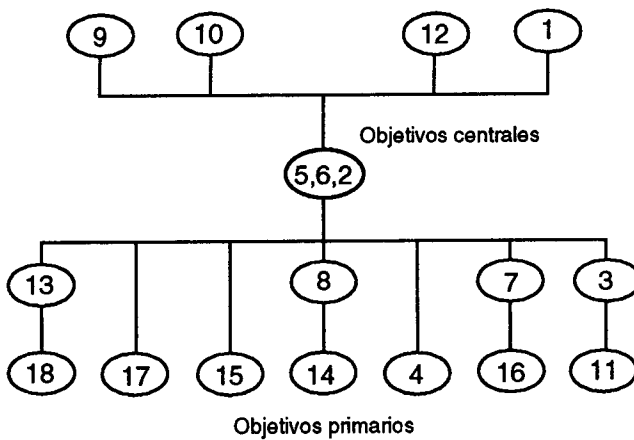 9 10 12 1
Objetivos centrales
5,6,2
13 8 7 3
18 17 15 14 4 16 11
Objetivos primarios